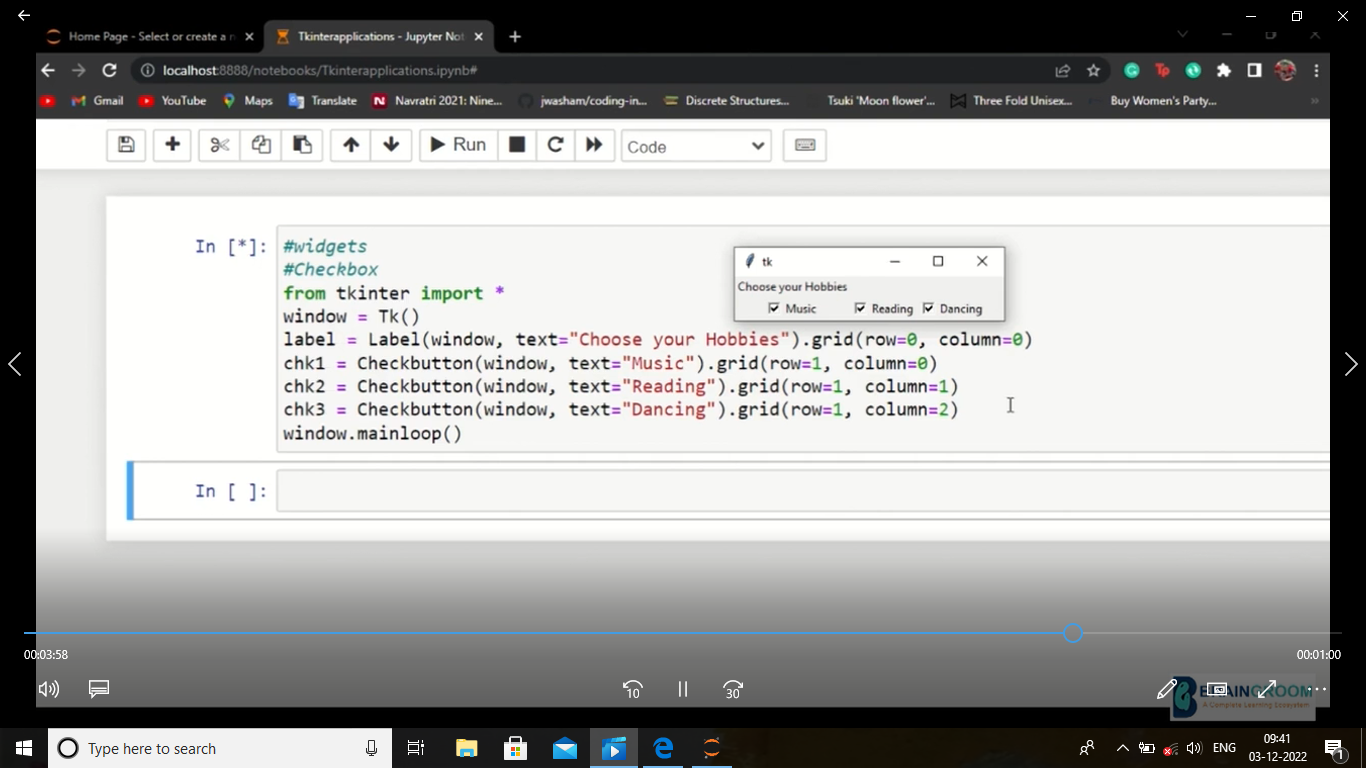 Home Page - Select or create a n
Tkinterapplications - Jupyter Not
localhost:8888/notebooks/Tkinterapplications.ipynb#
Gmail YouTube Maps Translate Navratri 2021: Nine... jwasham/coding-in... Discrete Structures... Tsuki 'Moon flower'... Three Fold Unisex... Buy Women's Party... »
Run Code
In [*]:
#widgets
#Checkbox
from tkinter import *
window = Tk()
label = Label(window, text="Choose your Hobbies").grid(row=0, column=0)
chk1 = Checkbutton(window, text="Music").grid(row=1, column=0)
chk2 = Checkbutton(window, text="Reading").grid(row=1, column=1)
chk3 = Checkbutton(window, text="Dancing").grid(row=1, column=2)
window.mainloop()
tk
Choose your Hobbies
Music Reading Dancing
In [ ]:
00:03:58 00:01:00
10 30
A Complete Learning Ecosystem
Type here to search
ENG
09:41
03-12-2022
1